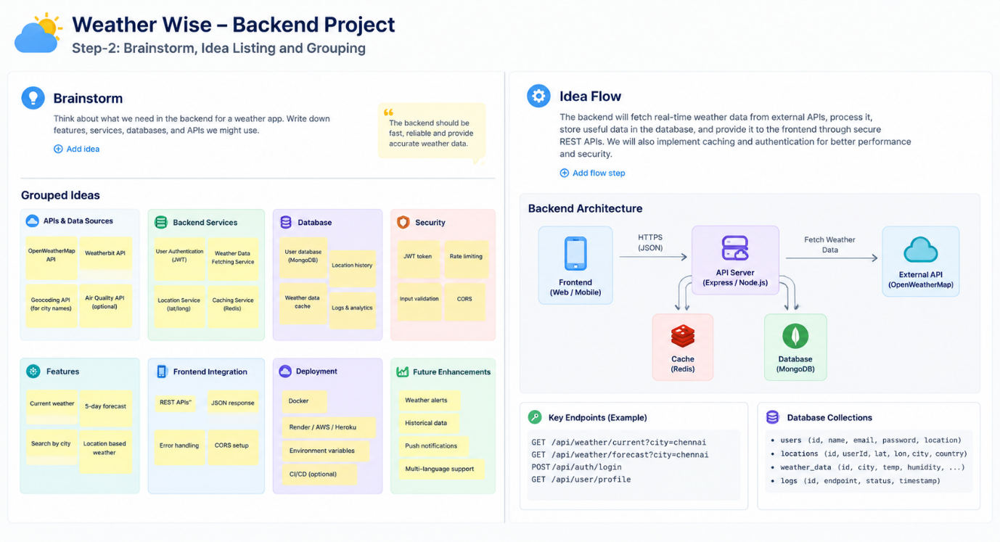 Weather Wise – Backend Project
Step-2: Brainstorm, Idea Listing and Grouping
Brainstorm
Think about what we need in the backend for a weather app. Write down
features, services, databases, and APIs we might use.
Add idea
“
The backend should be
fast, reliable and provide
accurate weather data.
Grouped Ideas
APIs & Data Sources
OpenWeatherMap
API
Weatherbit API
Geocoding API
(for city names)
Air Quality API
(optional)
Backend Services
User Authentication
(JWT)
Weather Data
Fetching Service
Location Service
(lat/long)
Caching Service
(Redis)
Database
User database
(MongoDB)
Location history
Weather data
cache
Logs & analytics
Security
JWT token
Rate limiting
Input validation
CORS
Features
Current weather
5-day forecast
Search by city
Location based
weather
Frontend Integration
REST APIs"
JSON response
Error handling
CORS setup
Deployment
Docker
Render / AWS / Heroku
Environment variables
CI/CD (optional)
Future Enhancements
Weather alerts
Historical data
Push notifications
Multi-language support
Idea Flow
The backend will fetch real-time weather data from external APIs, process it,
store useful data in the database, and provide it to the frontend through secure
REST APIs. We will also implement caching and authentication for better performance
and security.
Add flow step
Backend Architecture
Frontend
(Web / Mobile)
HTTPS
(JSON)
API Server
(Express / Node.js)
Fetch Weather
Data
External API
(OpenWeatherMap)
Cache
(Redis)
Database
(MongoDB)
Key Endpoints (Example)
GET /api/weather/current?city=chennai
GET /api/weather/forecast?city=chennai
POST /api/auth/login
GET /api/user/profile
Database Collections
• users (id, name, email, password, location)
• locations (id, userId, lat, lon, city, country)
• weather_data (id, city, temp, humidity, ...)
• logs (id, endpoint, status, timestamp)